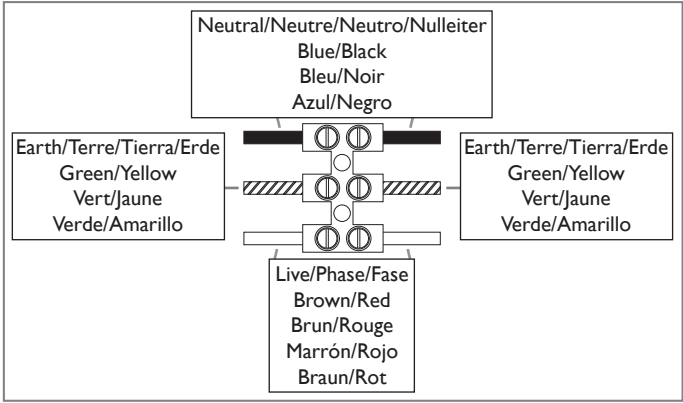 Neutral/Neutre/Neutro/Nulleiter
Blue/Black
Bleu/Noir
Azul/Negro
Earth/Terre/Tierra/Erde
Green/Yellow
Vert/Jaune
Verde/Amarillo
Earth/Terre/Tierra/Erde
Green/Yellow
Vert/Jaune
Verde/Amarillo
Live/Phase/Fase
Brown/Red
Brun/Rouge
Marrón/Rojo
Braun/Rot